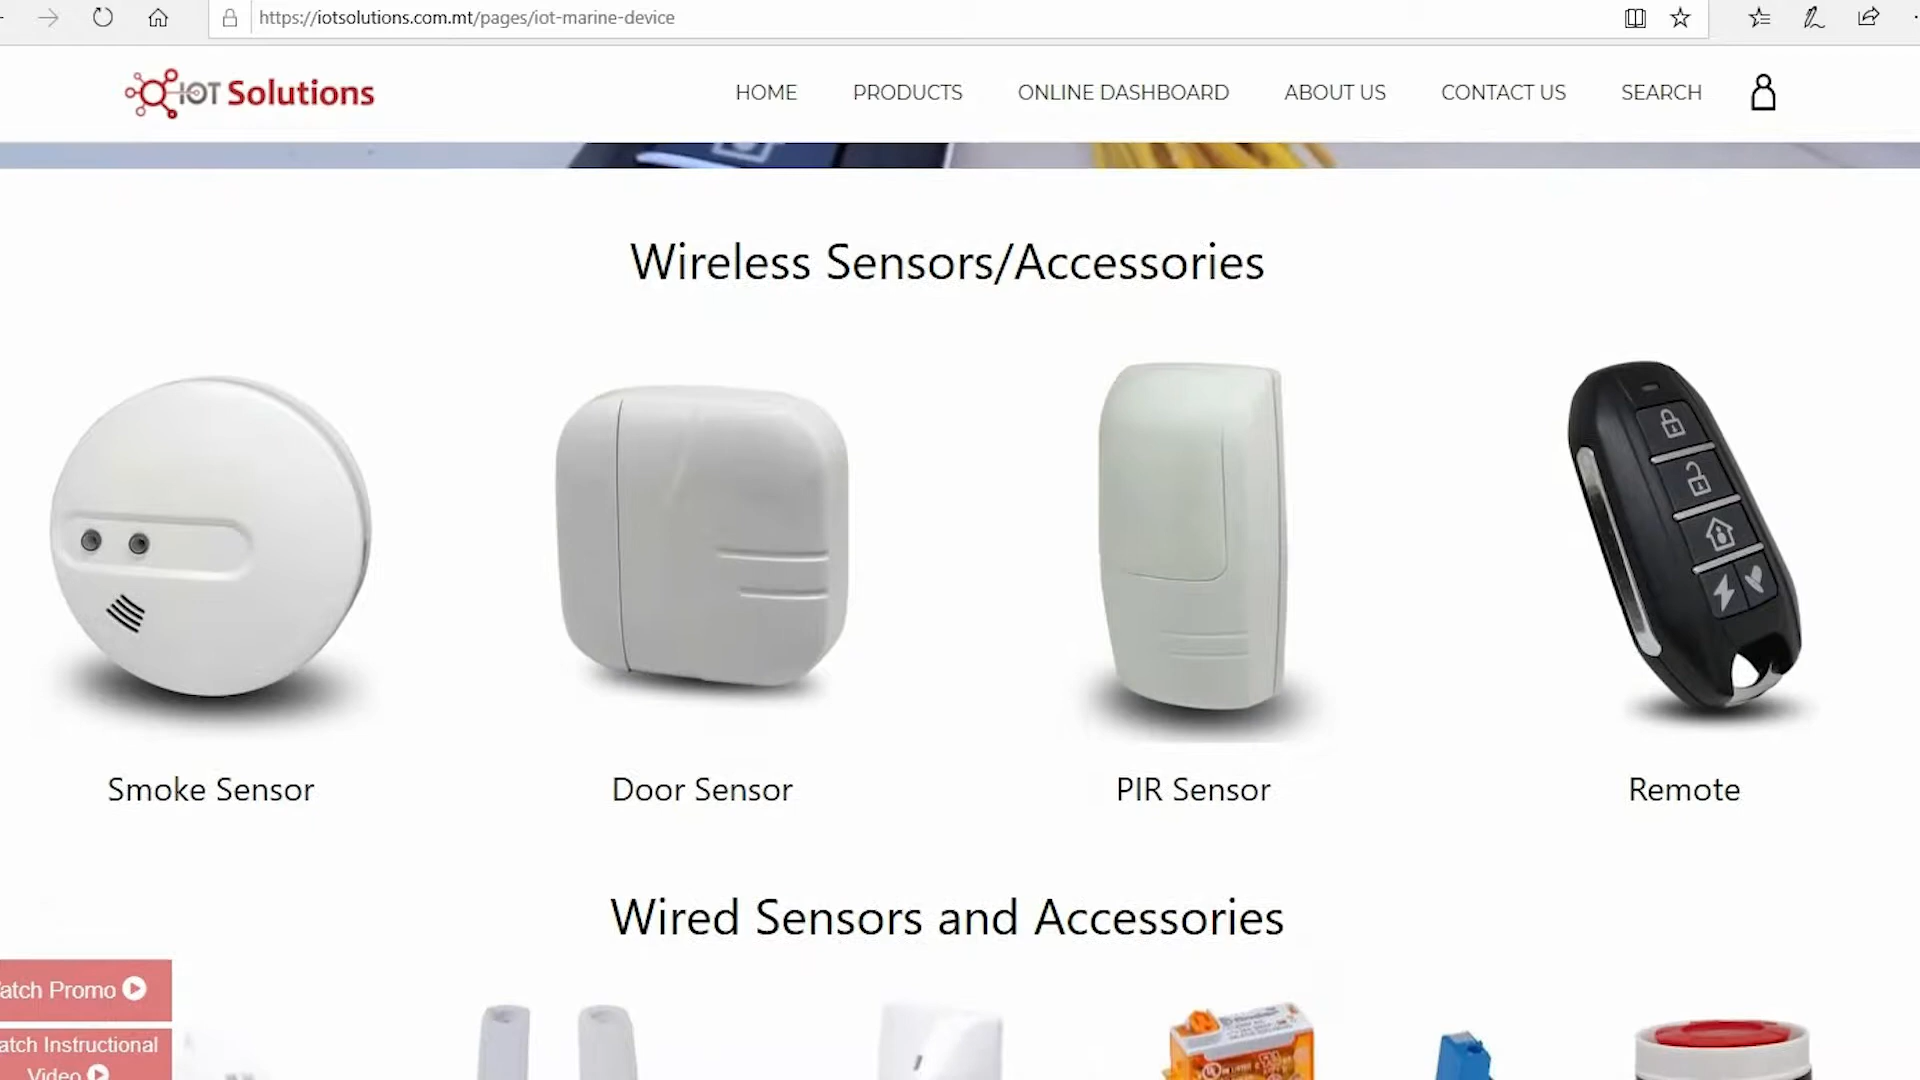 https://iotsolutions.com.mt/pages/iot-marine-device
IOT Solutions
HOME
PRODUCTS
ONLINE DASHBOARD
ABOUT US
CONTACT US
SEARCH
Wireless Sensors/Accessories
Smoke Sensor
Door Sensor
PIR Sensor
Remote
Wired Sensors and Accessories
atch Promo
atch Instructional
Video